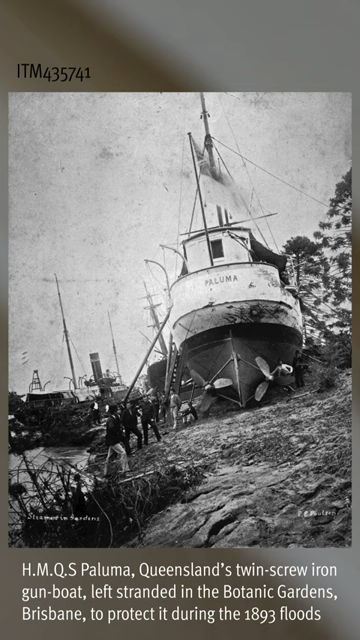 ITM435741
PALUMA
Steamer in Gardens
P.C. Poulsen
H.M.Q.S Paluma, Queensland's twin-screw iron
gun-boat, left stranded in the Botanic Gardens,
Brisbane, to protect it during the 1893 floods